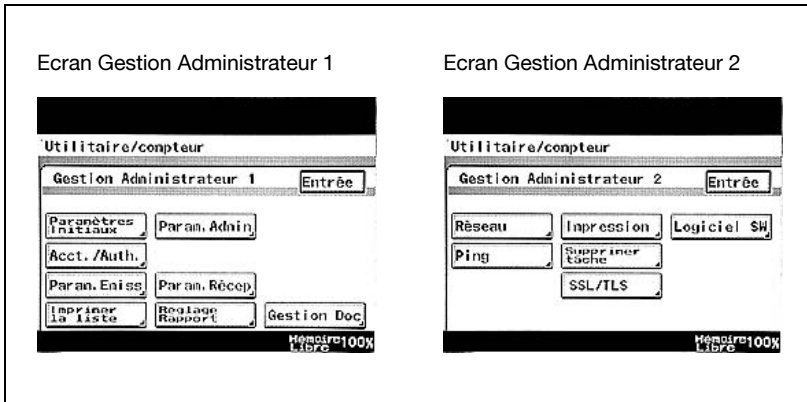 Ecran Gestion Administrateur 1
Utilitaire/compteur
Gestion Administrateur 1
Entrée
Paramètres Initiaux
Param. Admin
Acct. /Auth.
Param. Emiss
Param. Récep
Imprimer la liste
Réglage Rapport
Gestion Doc
Mémoire Libre 100%
Ecran Gestion Administrateur 2
Utilitaire/compteur
Gestion Administrateur 2
Entrée
Réseau
Impression
Logiciel SW
Ping
Supprimer tâche
SSL/TLS
Mémoire Libre 100%